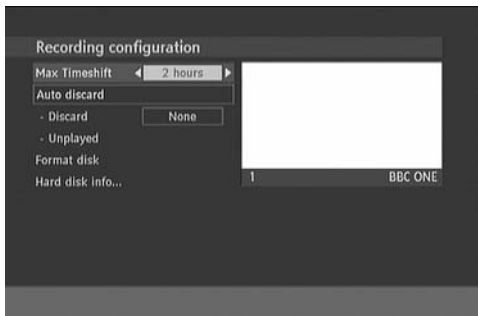 Recording configuration
Max Timeshift 2 hours
Auto discard
- Discard None
- Unplayed
Format disk
Hard disk info...
1 BBC ONE